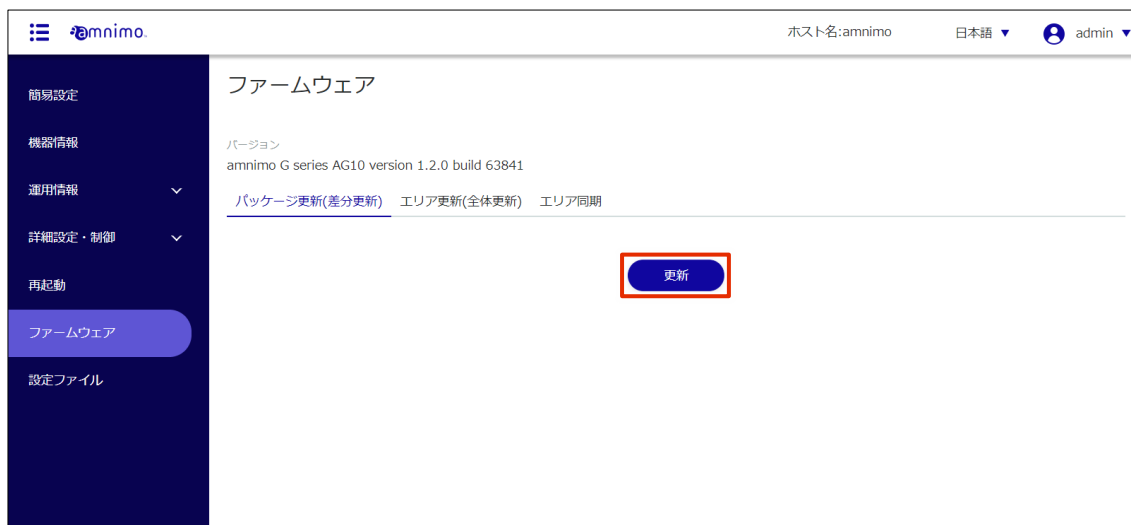 amnimo
ホスト名:amnimo
日本語 ▼
admin ▼
簡易設定
機器情報
運用情報
詳細設定・制御
再起動
ファームウェア
設定ファイル
ファームウェア
バージョン
amnimo G series AG10 version 1.2.0 build 63841
パッケージ更新(差分更新) エリア更新(全体更新) エリア同期
更新